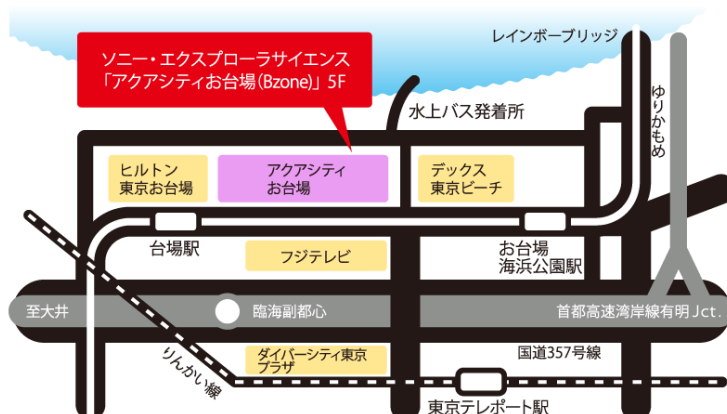 レインボーブリッジ
ソニー・エクスプローラサイエンス
「アクアシティお台場(Bzone)」5F
水上バス発着所
ゆりかもめ
ヒルトン
東京お台場
アクアシティ
お台場
デックス
東京ビーチ
台場駅
フジテレビ
お台場
海浜公園駅
至大井
臨海副都心
首都高速湾岸線有明Jct.
りんかい線
ダイバーシティ東京
プラザ
国道357号線
東京テレポート駅